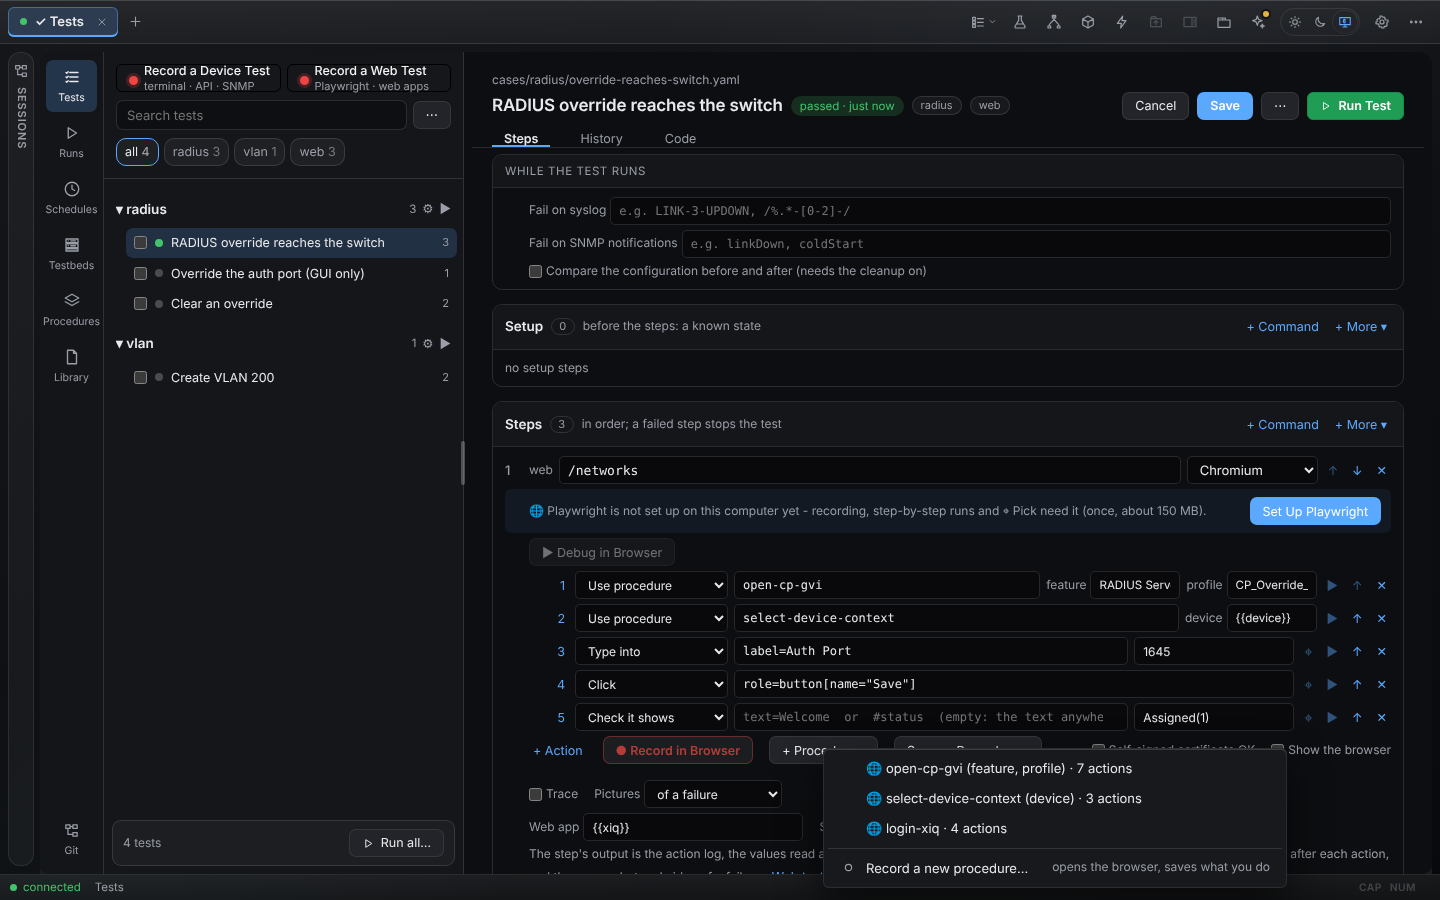 ✓ Tests
SESSIONS
Tests
Runs
Schedules
Testbeds
Procedures
Library
Git
Record a Device Test
terminal · API · SNMP
Record a Web Test
Playwright · web apps
Search tests
all 4
radius 3
vlan 1
web 3
▾ radius
3
RADIUS override reaches the switch
3
Override the auth port (GUI only)
1
Clear an override
2
▾ vlan
1
Create VLAN 200
2
4 tests
Run all...
cases/radius/override-reaches-switch.yaml
RADIUS override reaches the switch
passed · just now
radius
web
Cancel
Save
...
Run Test
Steps
History
Code
WHILE THE TEST RUNS
Fail on syslog
e.g. LINK-3-UPDOWN, /%.*-[0-2]-/
Fail on SNMP notifications
e.g. linkDown, coldStart
Compare the configuration before and after (needs the cleanup on)
Setup 0 before the steps: a known state
+ Command
+ More ▾
no setup steps
Steps 3 in order; a failed step stops the test
+ Command
+ More ▾
1 web /networks Chromium
Playwright is not set up on this computer yet - recording, step-by-step runs and ⌖ Pick need it (once, about 150 MB).
Set Up Playwright
▶ Debug in Browser
1 Use procedure open-cp-gvi feature RADIUS Serv profile CP_Override_
2 Use procedure select-device-context device {{device}}
3 Type into label=Auth Port 1645
4 Click role=button[name="Save"]
5 Check it shows text=Welcome or #status (empty: the text anywhe Assigned(1)
+ Action
Record in Browser
Show the browser
open-cp-gvi (feature, profile) · 7 actions
select-device-context (device) · 3 actions
login-xiq · 4 actions
Record a new procedure... opens the browser, saves what you do
Trace Pictures of a failure
Web app {{xiq}}
The step's output is the action log, the values read a
after each action,
connected
Tests
CAP NUM